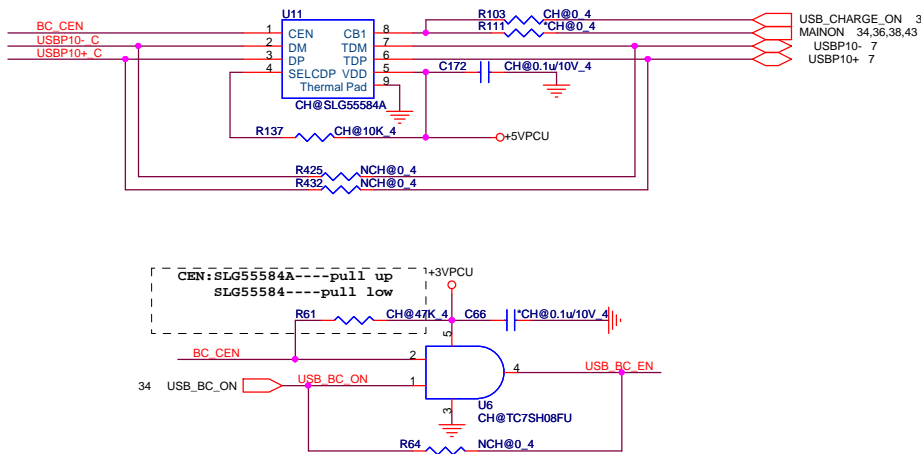 U11
R103 CH@0_4
R111 *CH@0_4
USB_CHARGE_ON 3
MAINON 34,36,38,43
USBP10- 7
USBP10+ 7
BC_CEN
USBP10-_C
USBP10+_C
1 CEN CB1 8
2 DM TDM 7
3 DP TDP 6
4 SELCDP VDD 5
Thermal Pad 9
CH@SLG55584A
C172 CH@0.1u/10V_4
R137 CH@10K_4
+5VPCU
R425 NCH@0_4
R432 NCH@0_4
CEN:SLG55584A----pull up
SLG55584----pull low
+3VPCU
R61 CH@47K_4
C66 *CH@0.1u/10V_4
BC_CEN
5
2
34 USB_BC_ON
USB_BC_ON
1
4
USB_BC_EN
3
U6
CH@TC7SH08FU
R64 NCH@0_4